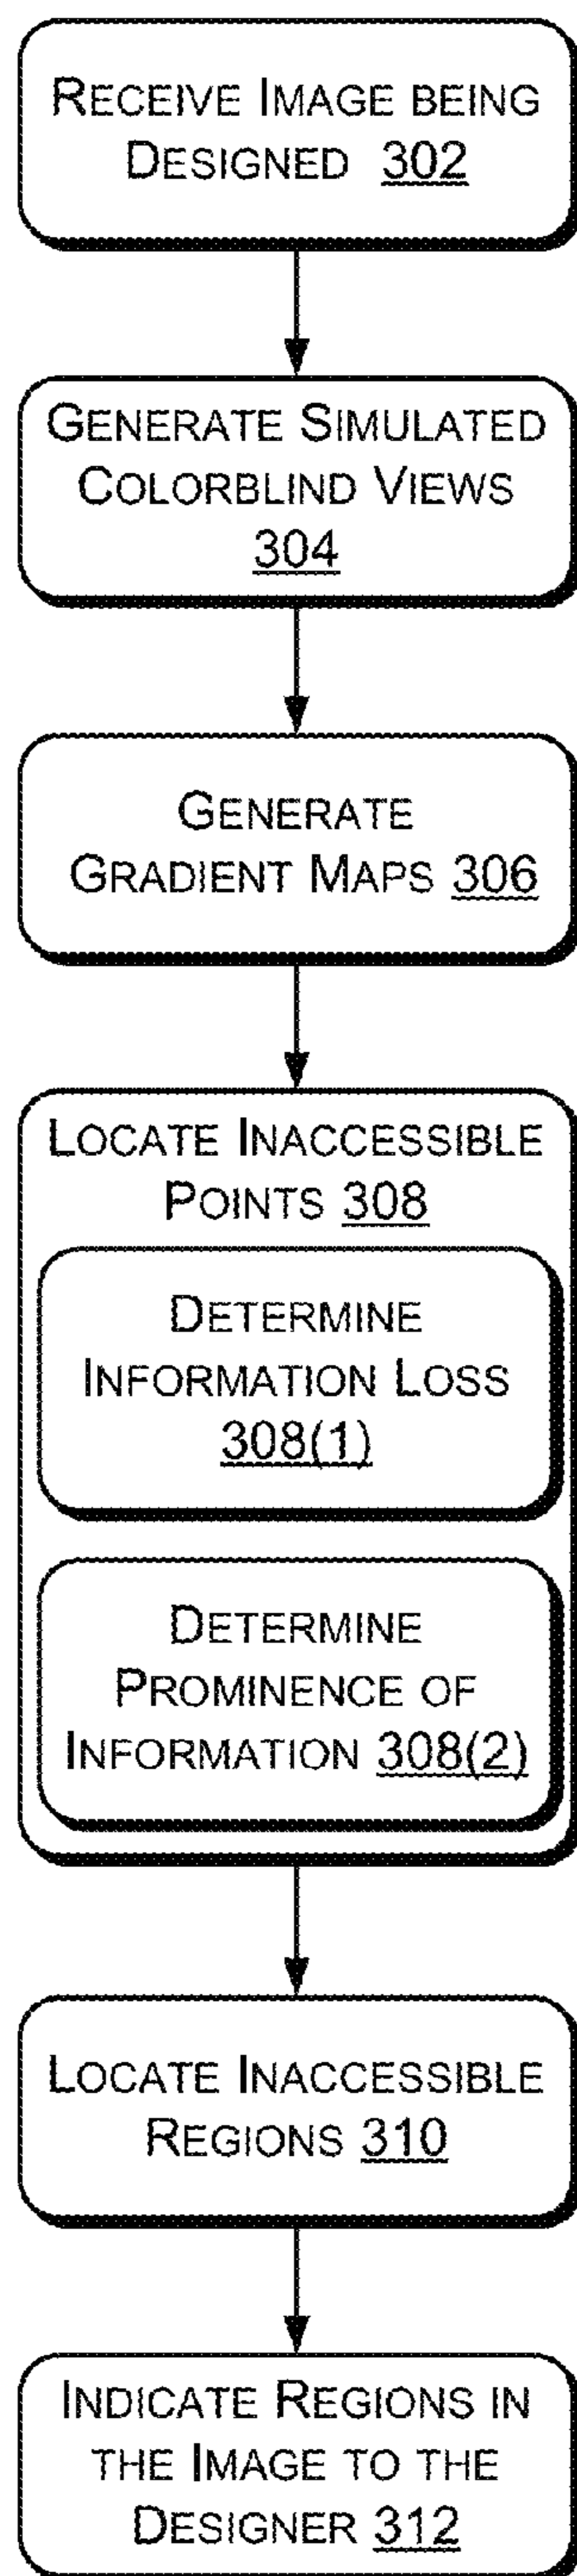 RECEIVE IMAGE BEING
DESIGNED 302
GENERATE SIMULATED
COLORBLIND VIEWS
304
GENERATE
GRADIENT MAPS 306
LOCATE INACCESSIBLE
POINTS 308
DETERMINE
INFORMATION LOSS
308(1)
DETERMINE
PROMINENCE OF
INFORMATION 308(2)
LOCATE INACCESSIBLE
REGIONS 310
INDICATE REGIONS IN
THE IMAGE TO THE
DESIGNER 312